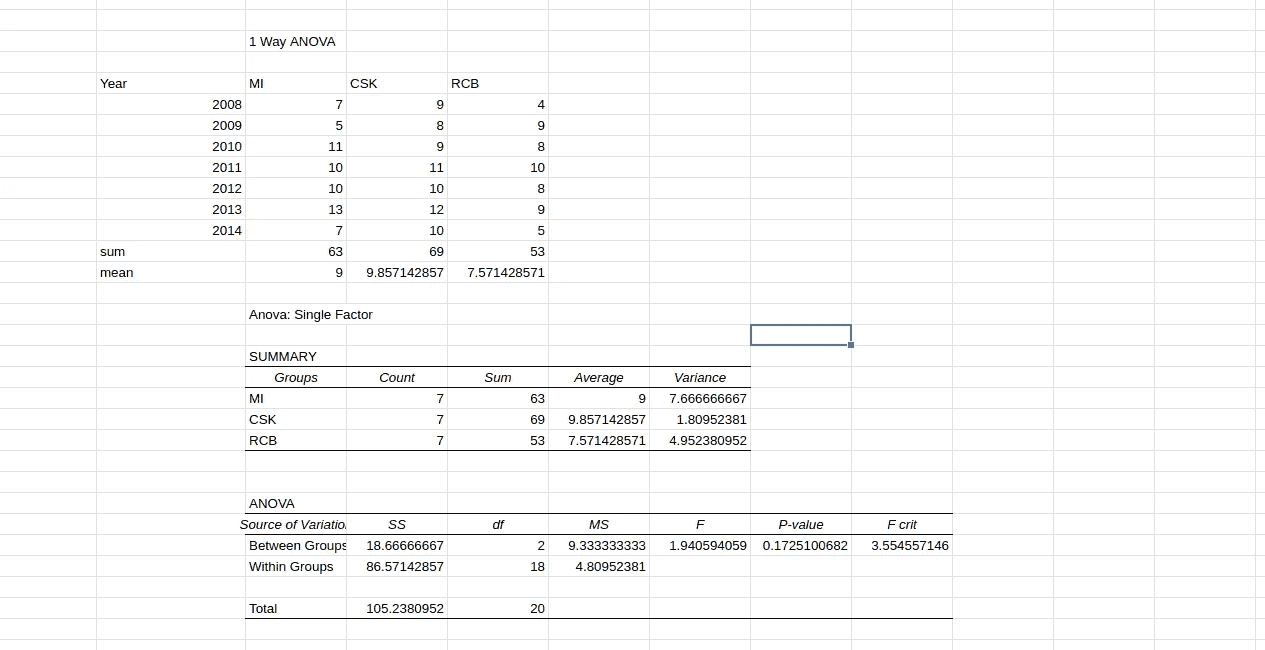 1 Way ANOVA
Year MI CSK RCB
2008 7 9 4
2009 5 8 9
2010 11 9 8
2011 10 11 10
2012 10 10 8
2013 13 12 9
2014 7 10 5
sum 63 69 53
mean 9 9.857142857 7.571428571
Anova: Single Factor
SUMMARY
Groups Count Sum Average Variance
MI 7 63 9 7.666666667
CSK 7 69 9.857142857 1.80952381
RCB 7 53 7.571428571 4.952380952
ANOVA
Source of Variation SS df MS F P-value F crit
Between Groups 18.66666667 2 9.333333333 1.940594059 0.1725100682 3.554557146
Within Groups 86.57142857 18 4.80952381
Total 105.2380952 20